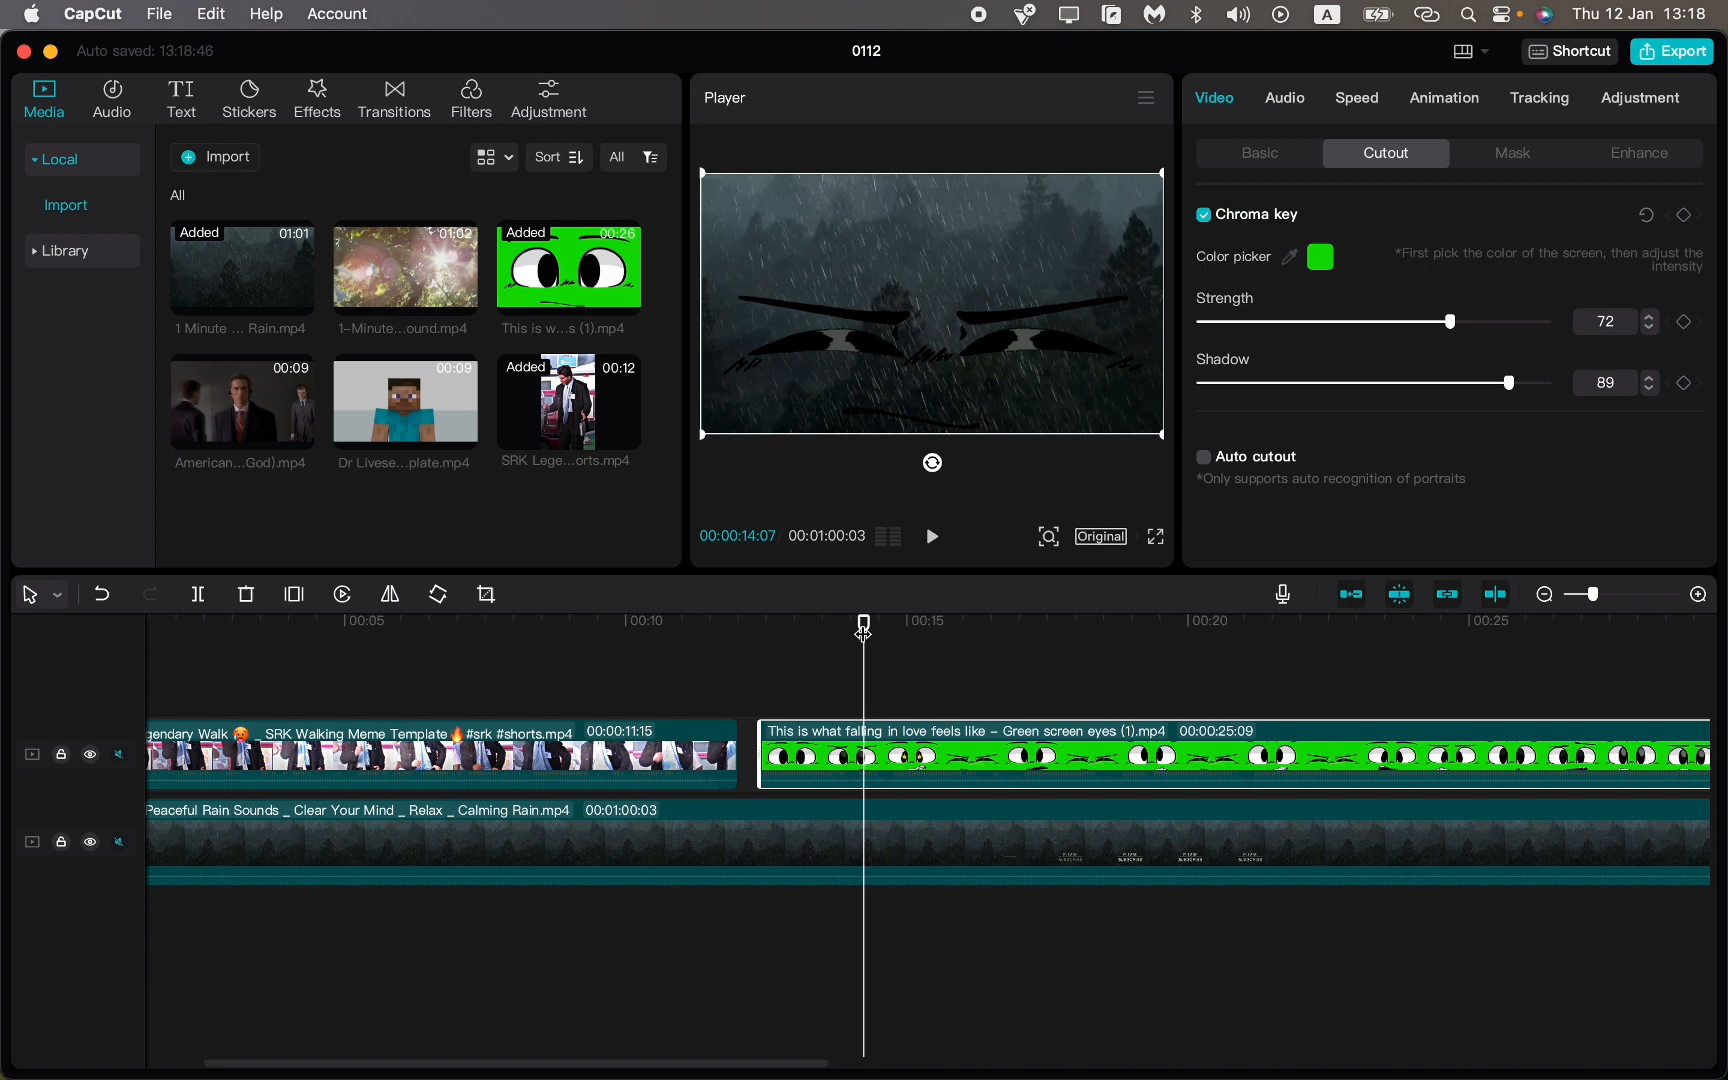 CapCut File Edit Help Account A Thu 12 Jan 13:18
Auto saved: 13:18:46 0112 Shortcut Export
Media Audio Text Stickers Effects Transitions Filters Adjustment
Player
Video Audio Speed Animation Tracking Adjustment
Local
Import
Library
Import Sort All
All
Added 01:01 01:02 Added 00:26
1 Minute ... Rain.mp4 1-Minute...ound.mp4 This is w...s (1).mp4
00:09 00:09 Added 00:12
American...God).mp4 Dr Livese...plate.mp4 SRK Lege...orts.mp4
00:00:14:07 00:01:00:03 Original
Basic Cutout Mask Enhance
Chroma key
Color picker *First pick the color of the screen, then adjust the
intensity
Strength
72
Shadow
89
Auto cutout
*Only supports auto recognition of portraits
00:05 00:10 00:15 00:20 00:25
gendary Walk 🥵 _ SRK Walking Meme Template🔥#srk #shorts.mp4 00:00:11:15
This is what falling in love feels like – Green screen eyes (1).mp4 00:00:25:09
Peaceful Rain Sounds _ Clear Your Mind _ Relax _ Calming Rain.mp4 00:01:00:03